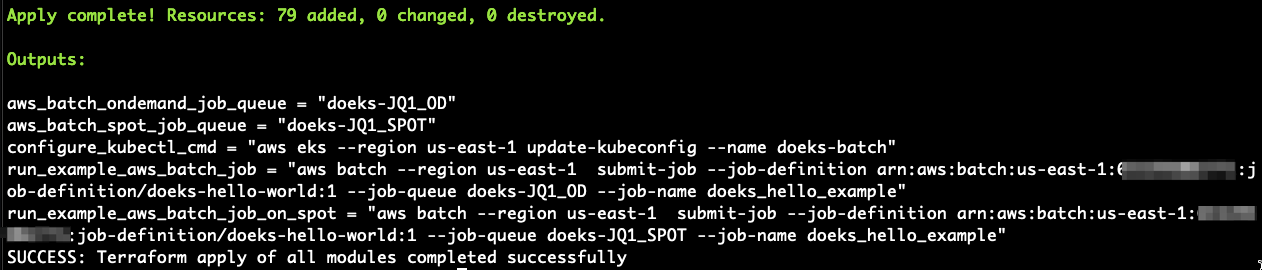 Apply complete! Resources: 79 added, 0 changed, 0 destroyed.
Outputs:
aws_batch_ondemand_job_queue = "doeks-JQ1_OD"
aws_batch_spot_job_queue = "doeks-JQ1_SPOT"
configure_kubectl_cmd = "aws eks --region us-east-1 update-kubeconfig --name doeks-batch"
run_example_aws_batch_job = "aws batch --region us-east-1  submit-job --job-definition arn:aws:batch:us-east-1: :j
ob-definition/doeks-hello-world:1 --job-queue doeks-JQ1_OD --job-name doeks_hello_example"
run_example_aws_batch_job_on_spot = "aws batch --region us-east-1  submit-job --job-definition arn:aws:batch:us-east-1:
:job-definition/doeks-hello-world:1 --job-queue doeks-JQ1_SPOT --job-name doeks_hello_example"
SUCCESS: Terraform apply of all modules completed successfully